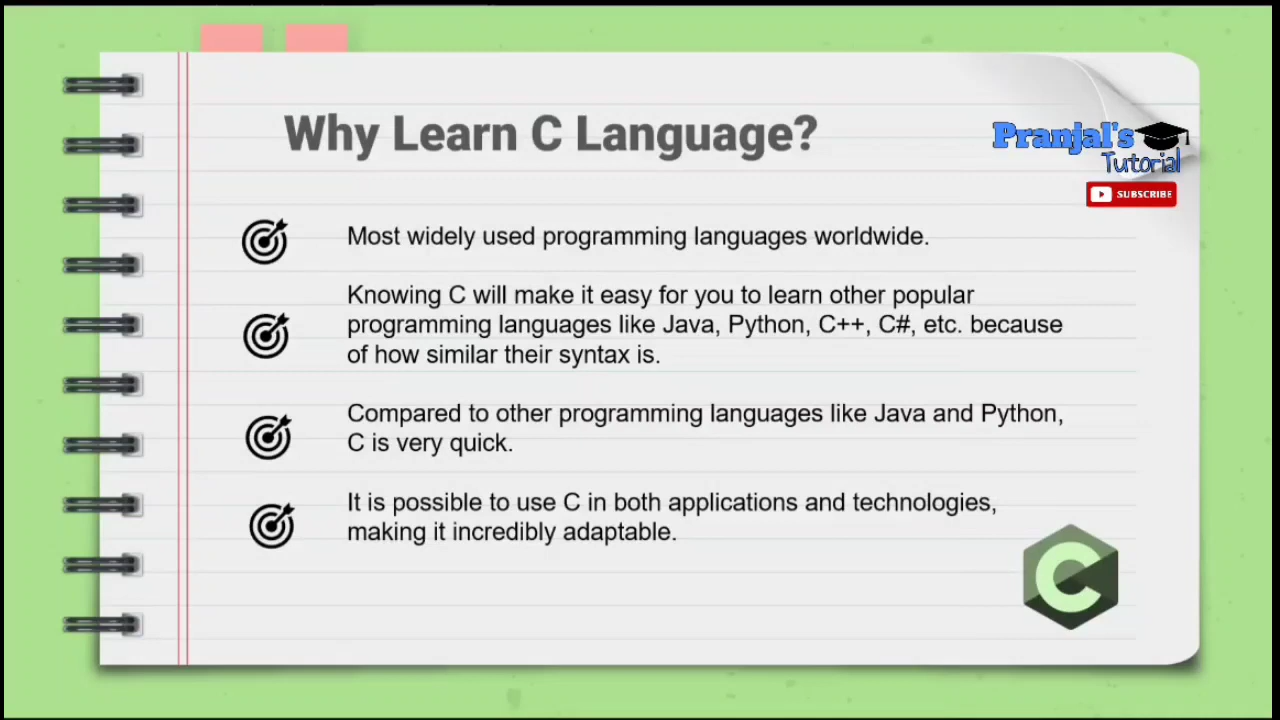 Why Learn C Language?
Pranjal's
Tutorial
SUBSCRIBE
Most widely used programming languages worldwide.
Knowing C will make it easy for you to learn other popular
programming languages like Java, Python, C++, C#, etc. because
of how similar their syntax is.
Compared to other programming languages like Java and Python,
C is very quick.
It is possible to use C in both applications and technologies,
making it incredibly adaptable.
C